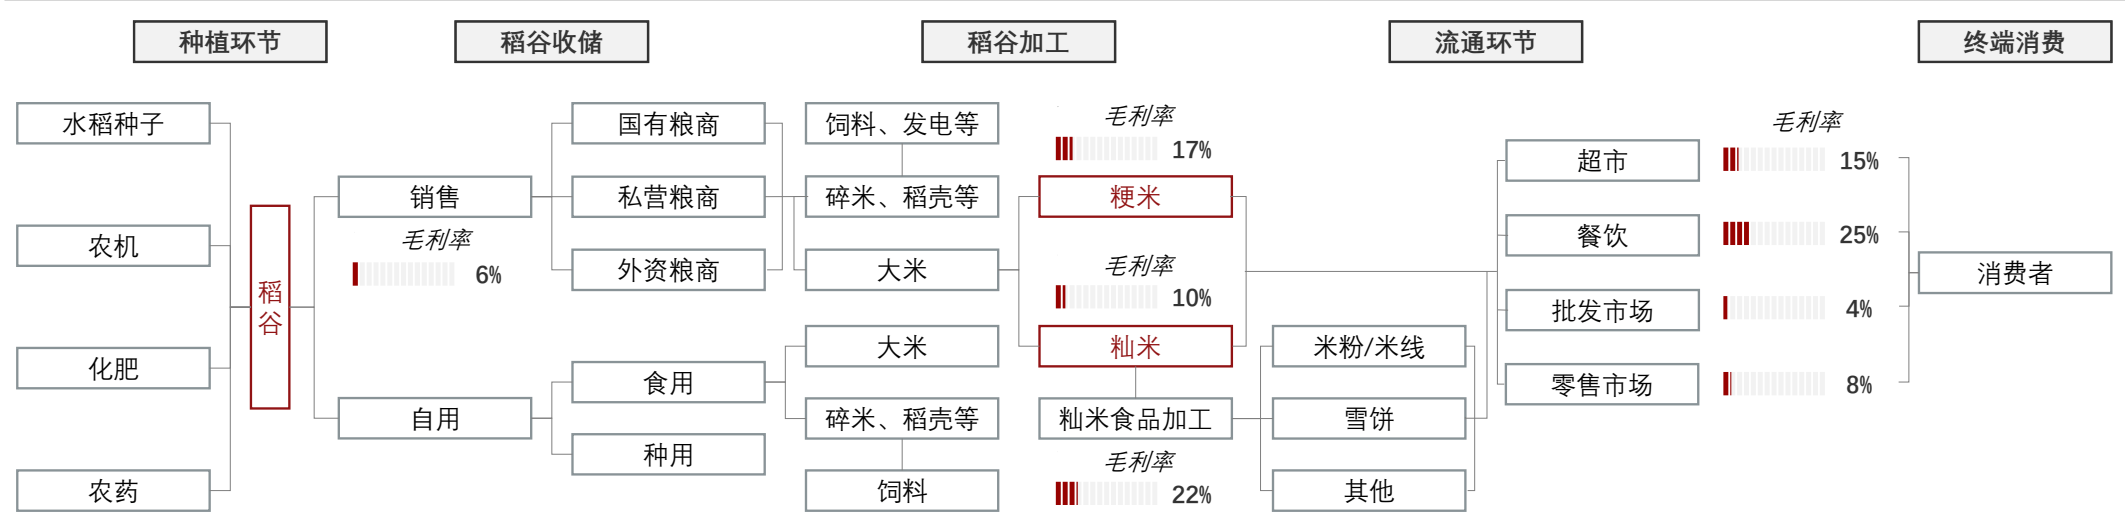 种植环节
稻谷收储
稻谷加工
流通环节
终端消费
水稻种子
农机
化肥
农药
稻谷
销售
毛利率
6%
自用
国有粮商
私营粮商
外资粮商
食用
种用
饲料、发电等
碎米、稻壳等
大米
大米
碎米、稻壳等
饲料
毛利率
17%
粳米
毛利率
10%
籼米
籼米食品加工
毛利率
22%
米粉/米线
雪饼
其他
超市
餐饮
批发市场
零售市场
毛利率
15%
25%
4%
8%
消费者